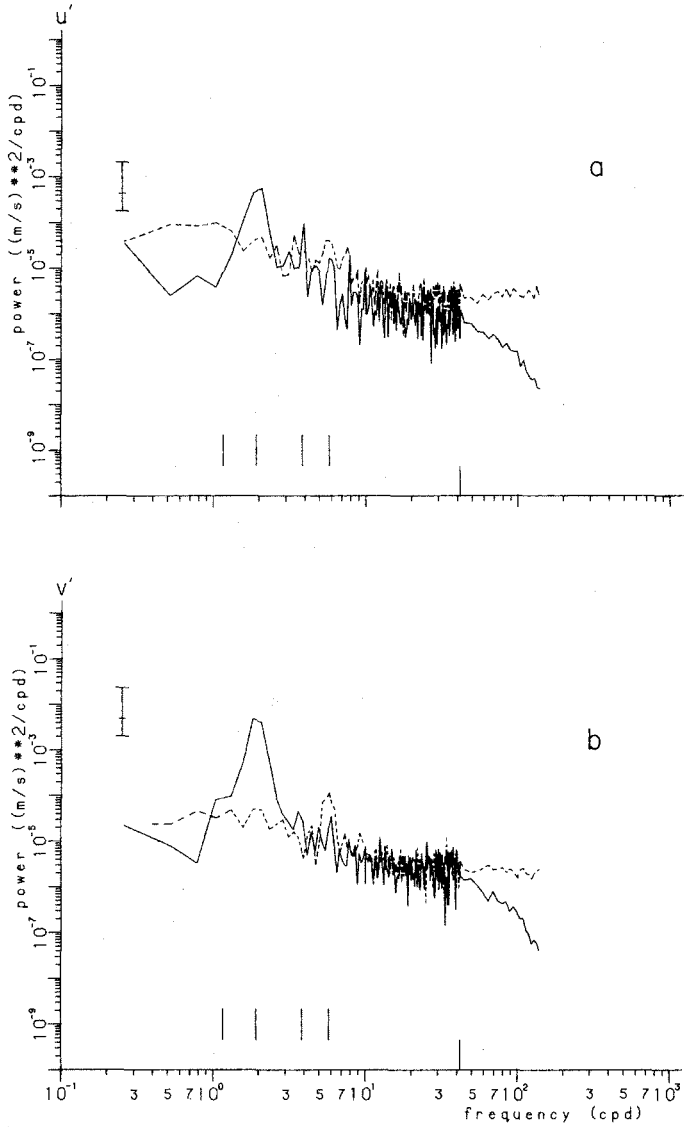 u'
10⁻¹
10⁻³
10⁻⁵
10⁻⁷
10⁻⁹
power ((m/s)**2/cpd)
a
v'
10⁻¹
10⁻³
10⁻⁵
10⁻⁷
10⁻⁹
power ((m/s)**2/cpd)
b
10⁻¹ 3 5 7 10⁰ 3 5 7 10¹ 3 5 7 10² 3 5 7 10³
frequency (cpd)